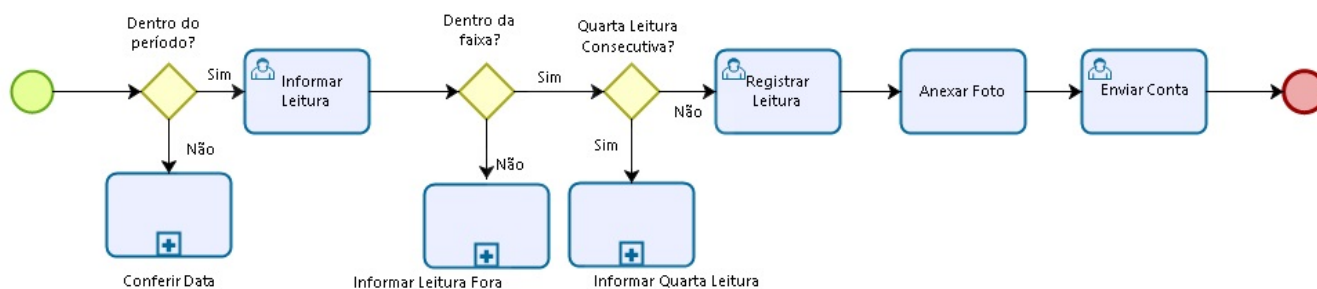 Dentro do
período?
Sim
Não
Conferir Data
Informar
Leitura
Dentro da
faixa?
Sim
Não
Informar Leitura Fora
Quarta Leitura
Consecutiva?
Não
Sim
Informar Quarta Leitura
Registrar
Leitura
Anexar Foto
Enviar Conta